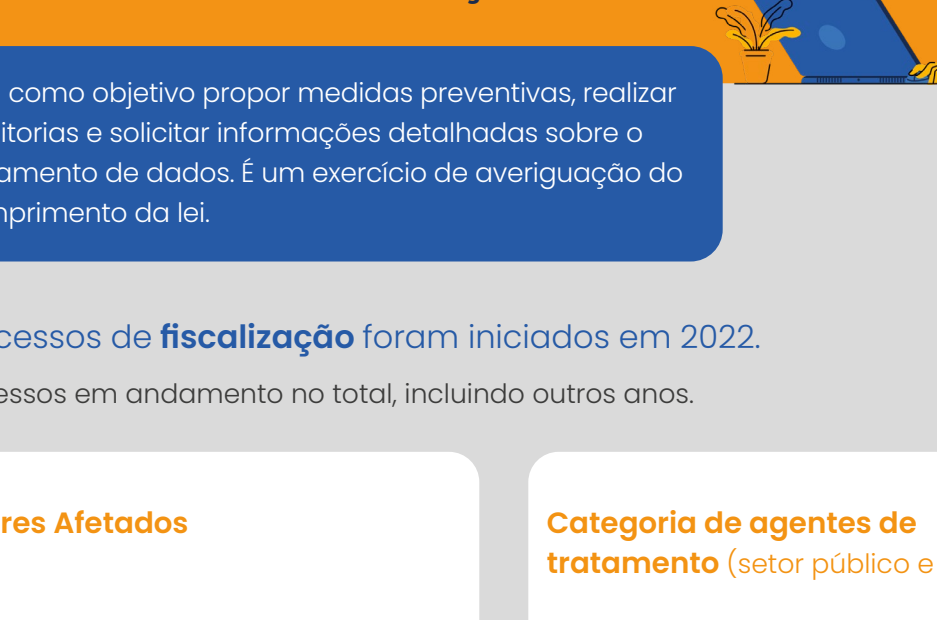 como objetivo propor medidas preventivas, realizar
itorias e solicitar informações detalhadas sobre o
amento de dados. É um exercício de averiguação do
mprimento da lei.
cessos de fiscalização foram iniciados em 2022.
essos em andamento no total, incluindo outros anos.
res Afetados
Categoria de agentes de
tratamento (setor público e